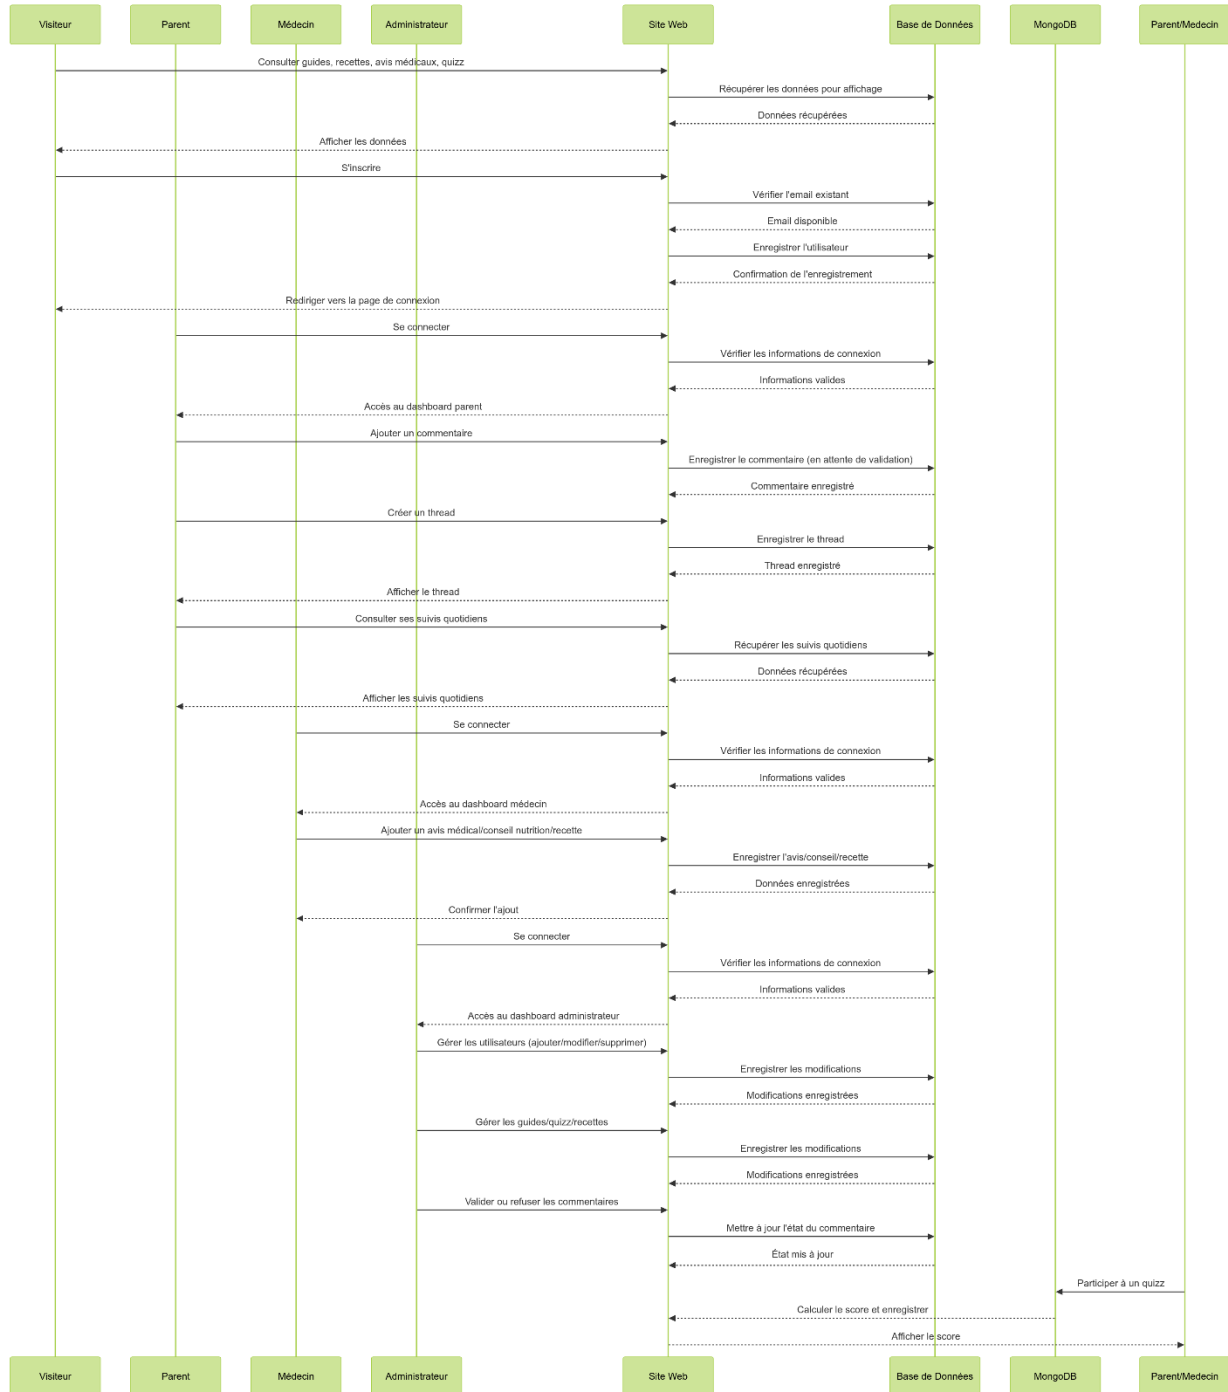 Visiteur
Parent
Médecin
Administrateur
Site Web
Base de Données
MongoDB
Parent/Medecin
Consulter guides, recettes, avis médicaux, quizz
Récupérer les données pour affichage
Données récupérées
Afficher les données
S'inscrire
Vérifier l'email existant
Email disponible
Enregistrer l'utilisateur
Confirmation de l'enregistrement
Rediriger vers la page de connexion
Se connecter
Vérifier les informations de connexion
Informations valides
Accès au dashboard parent
Ajouter un commentaire
Enregistrer le commentaire (en attente de validation)
Commentaire enregistré
Créer un thread
Enregistrer le thread
Thread enregistré
Afficher le thread
Consulter ses suivis quotidiens
Récupérer les suivis quotidiens
Données récupérées
Afficher les suivis quotidiens
Se connecter
Vérifier les informations de connexion
Informations valides
Accès au dashboard médecin
Ajouter un avis médical/conseil nutrition/recette
Enregistrer l'avis/conseil/recette
Données enregistrées
Confirmer l'ajout
Se connecter
Vérifier les informations de connexion
Informations valides
Accès au dashboard administrateur
Gérer les utilisateurs (ajouter/modifier/supprimer)
Enregistrer les modifications
Modifications enregistrées
Gérer les guides/quizz/recettes
Enregistrer les modifications
Modifications enregistrées
Valider ou refuser les commentaires
Mettre à jour l'état du commentaire
État mis à jour
Participer à un quizz
Calculer le score et enregistrer
Afficher le score
Visiteur
Parent
Médecin
Administrateur
Site Web
Base de Données
MongoDB
Parent/Medecin